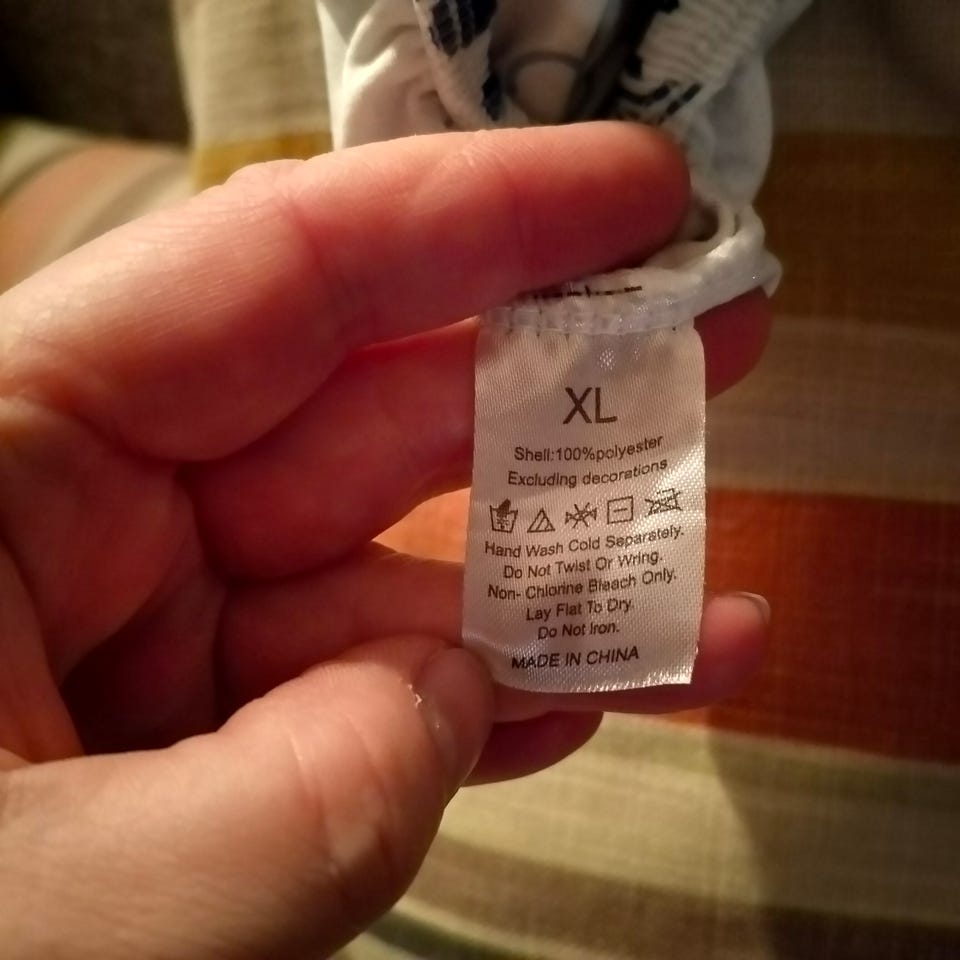 XL
Shell:100%polyester
Excluding decorations
Hand Wash Cold Separately.
Do Not Twist Or Wring.
Non- Chlorine Bleach Only.
Lay Flat To Dry.
Do Not Iron.
MADE IN CHINA